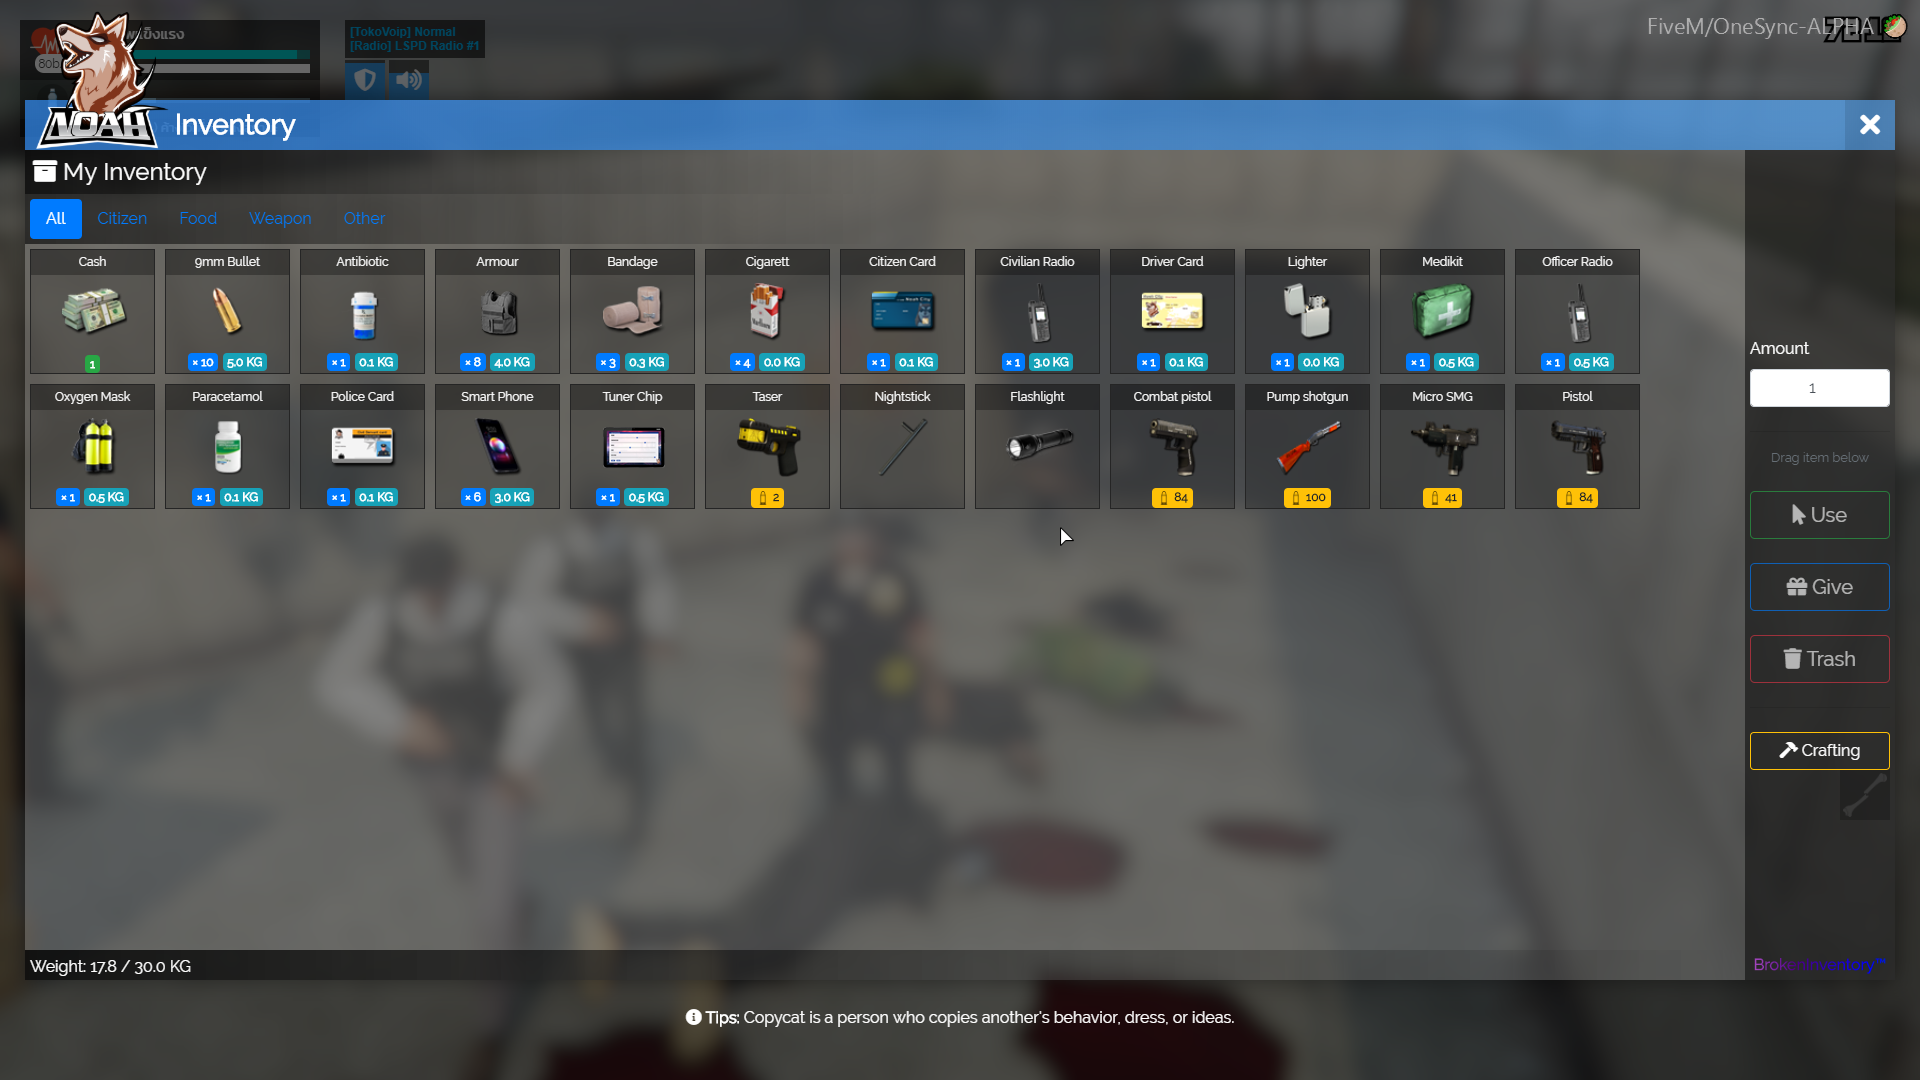 [TokoVoip] Normal
[Radio] LSPD Radio #1
FiveM/OneSync-ALPHA
NOAH
Inventory
My Inventory
All Citizen Food Weapon Other
Cash 9mm Bullet Antibiotic Armour Bandage Cigarett Citizen Card Civilian Radio Driver Card Lighter Medikit Officer Radio
1 × 10 5.0 KG × 1 0.1 KG × 8 4.0 KG × 3 0.3 KG × 4 0.0 KG × 1 0.1 KG × 1 3.0 KG × 1 0.1 KG × 1 0.0 KG × 1 0.5 KG × 1 0.5 KG
Oxygen Mask Paracetamol Police Card Smart Phone Tuner Chip Taser Nightstick Flashlight Combat pistol Pump shotgun Micro SMG Pistol
× 1 0.5 KG × 1 0.1 KG × 1 0.1 KG × 6 3.0 KG × 1 0.5 KG 2 84 100 41 84
Amount
1
Drag item below
Use
Give
Trash
Crafting
Weight: 17.8 / 30.0 KG
BrokenInventory™
Tips: Copycat is a person who copies another's behavior, dress, or ideas.